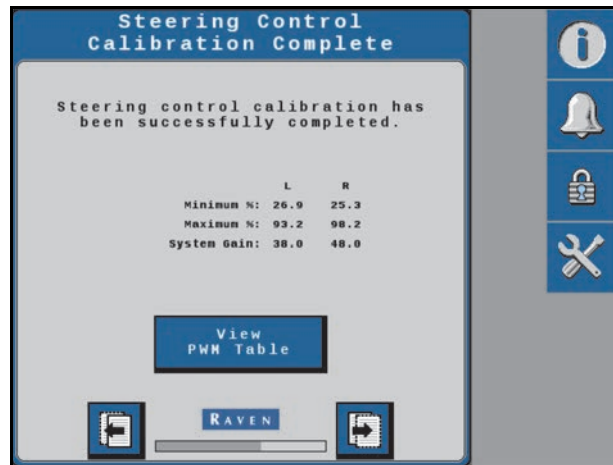 Steering Control
Calibration Complete
Steering control calibration has
been successfully completed.
L R
Minimum %: 26.9 25.3
Maximum %: 93.2 98.2
System Gain: 38.0 48.0
View
PWM Table
RAVEN